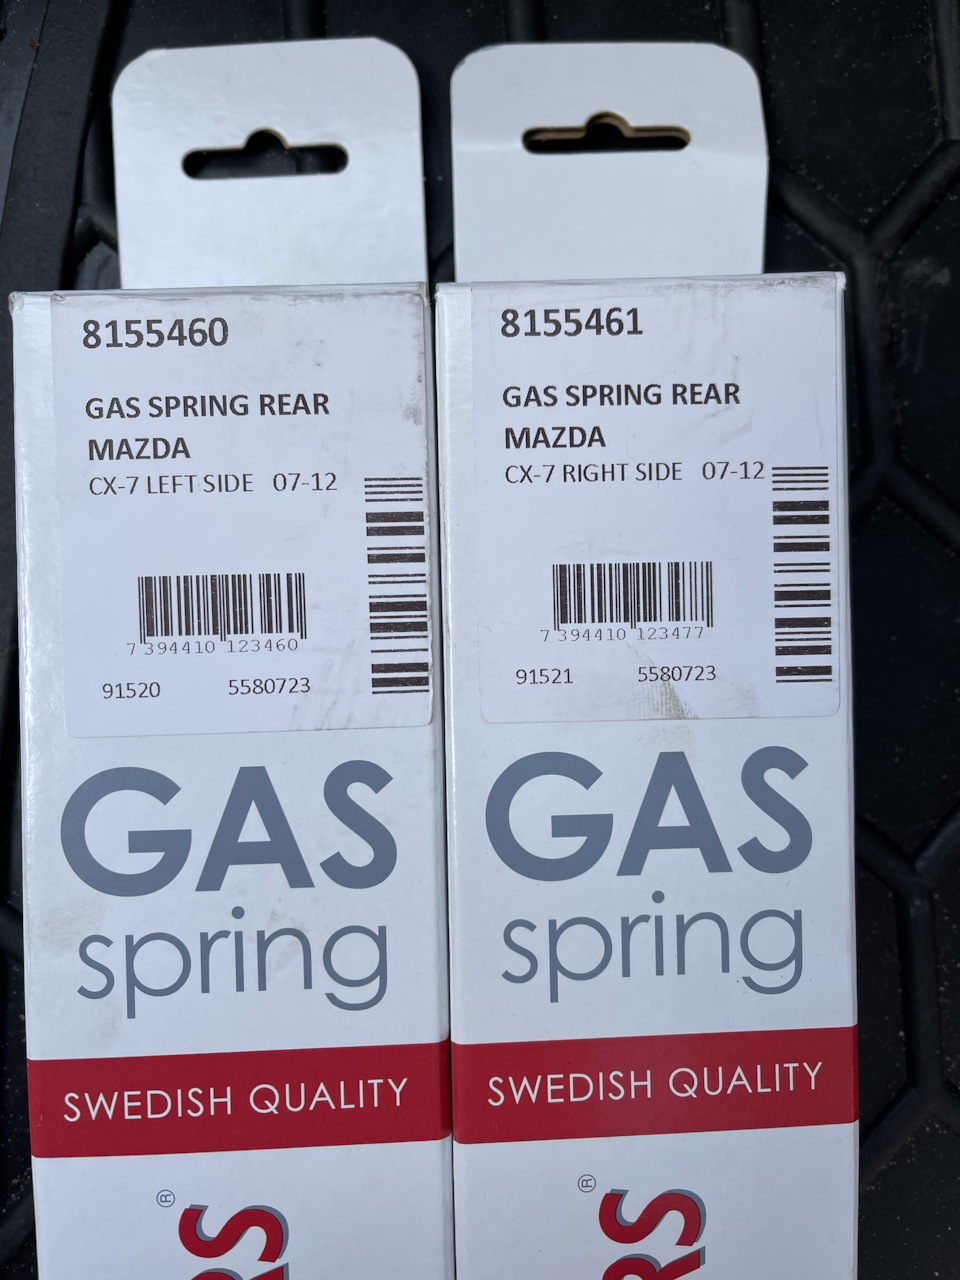 8155460
GAS SPRING REAR
MAZDA
CX-7 LEFT SIDE 07-12
7 394410 123460
91520 5580723
GAS
spring
SWEDISH QUALITY
®
RS
8155461
GAS SPRING REAR
MAZDA
CX-7 RIGHT SIDE 07-12
7 394410 123477
91521 5580723
GAS
spring
SWEDISH QUALITY
®
RS